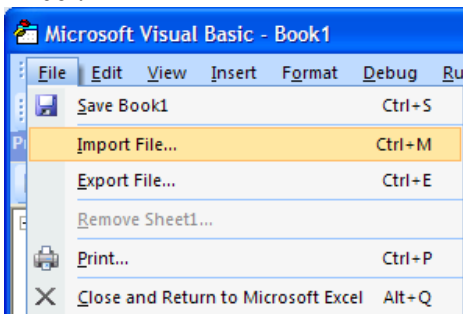 Microsoft Visual Basic - Book1
File Edit View Insert Format Debug Ru
Save Book1 Ctrl+S
Import File... Ctrl+M
Export File... Ctrl+E
Remove Sheet1...
Print... Ctrl+P
Close and Return to Microsoft Excel Alt+Q